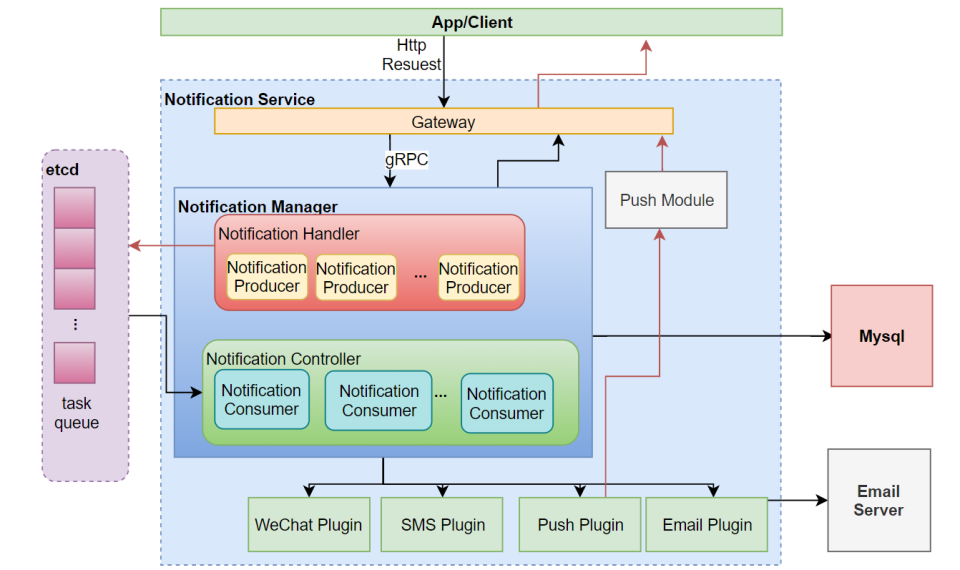 App/Client
Http
Resuest
Notification Service
Gateway
gRPC
etcd
Push Module
Notification Manager
Notification Handler
Notification
Producer
Notification
Producer
...
Notification
Producer
Mysql
Notification Controller
Notification
Consumer
Notification
Consumer
...
Notification
Consumer
...
task
queue
WeChat Plugin
SMS Plugin
Push Plugin
Email Plugin
Email
Server